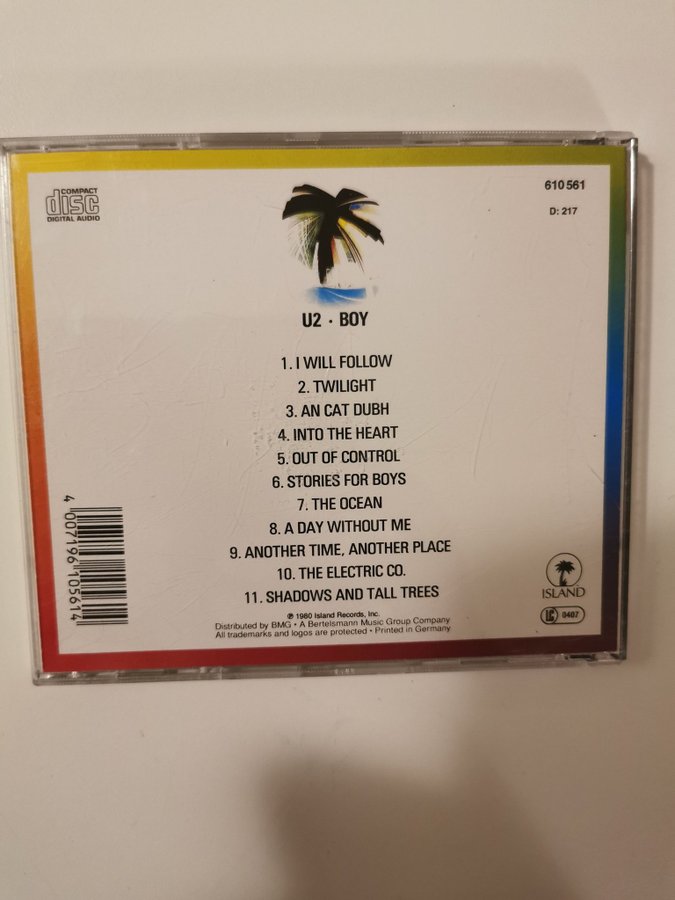 COMPACT
disc
DIGITAL AUDIO
610 561
D: 217
U2 · BOY
1. I WILL FOLLOW
2. TWILIGHT
3. AN CAT DUBH
4. INTO THE HEART
5. OUT OF CONTROL
6. STORIES FOR BOYS
7. THE OCEAN
8. A DAY WITHOUT ME
9. ANOTHER TIME, ANOTHER PLACE
10. THE ELECTRIC CO.
11. SHADOWS AND TALL TREES
℗ 1980 Island Records, Inc.
Distributed by BMG • A Bertelsmann Music Group Company
All trademarks and logos are protected • Printed in Germany
4 007196 105614
ISLAND
LC 0407